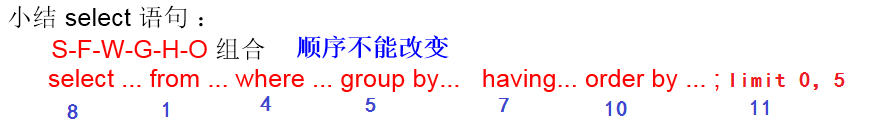 小结 select 语句：
S-F-W-G-H-O 组合 顺序不能改变
select ... from ... where ... group by... having... order by ... ; limit 0, 5
8 1 4 5 7 10 11